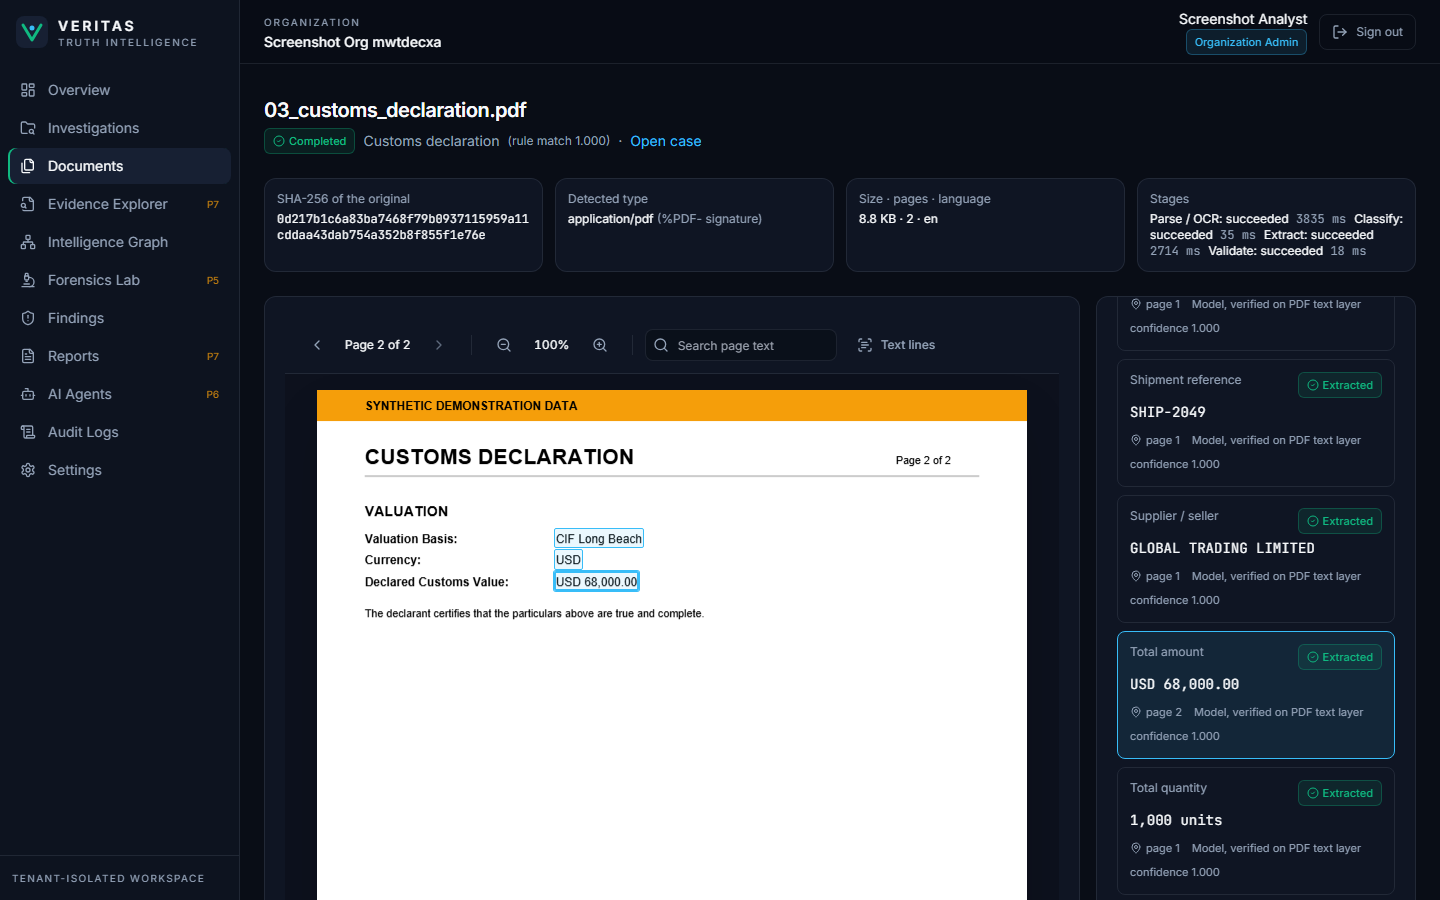 VERITAS
TRUTH INTELLIGENCE
Overview
Investigations
Documents
Evidence Explorer P7
Intelligence Graph
Forensics Lab P5
Findings
Reports P7
AI Agents P6
Audit Logs
Settings
TENANT-ISOLATED WORKSPACE
ORGANIZATION
Screenshot Org mwtdecxa
Screenshot Analyst
Organization Admin
Sign out
03_customs_declaration.pdf
Completed Customs declaration (rule match 1.000) · Open case
SHA-256 of the original
0d217b1c6a83ba7468f79b0937115959a11
cddaa43dab754a352b8f855f1e76e
Detected type
application/pdf (%PDF- signature)
Size · pages · language
8.8 KB · 2 · en
Stages
Parse / OCR: succeeded 3835 ms Classify:
succeeded 35 ms Extract: succeeded
2714 ms Validate: succeeded 18 ms
Page 2 of 2
100%
Search page text
Text lines
SYNTHETIC DEMONSTRATION DATA
CUSTOMS DECLARATION
Page 2 of 2
VALUATION
Valuation Basis: CIF Long Beach
Currency: USD
Declared Customs Value: USD 68,000.00
The declarant certifies that the particulars above are true and complete.
page 1 Model, verified on PDF text layer
confidence 1.000
Shipment reference
Extracted
SHIP-2049
page 1 Model, verified on PDF text layer
confidence 1.000
Supplier / seller
Extracted
GLOBAL TRADING LIMITED
page 1 Model, verified on PDF text layer
confidence 1.000
Total amount
Extracted
USD 68,000.00
page 2 Model, verified on PDF text layer
confidence 1.000
Total quantity
Extracted
1,000 units
page 1 Model, verified on PDF text layer
confidence 1.000